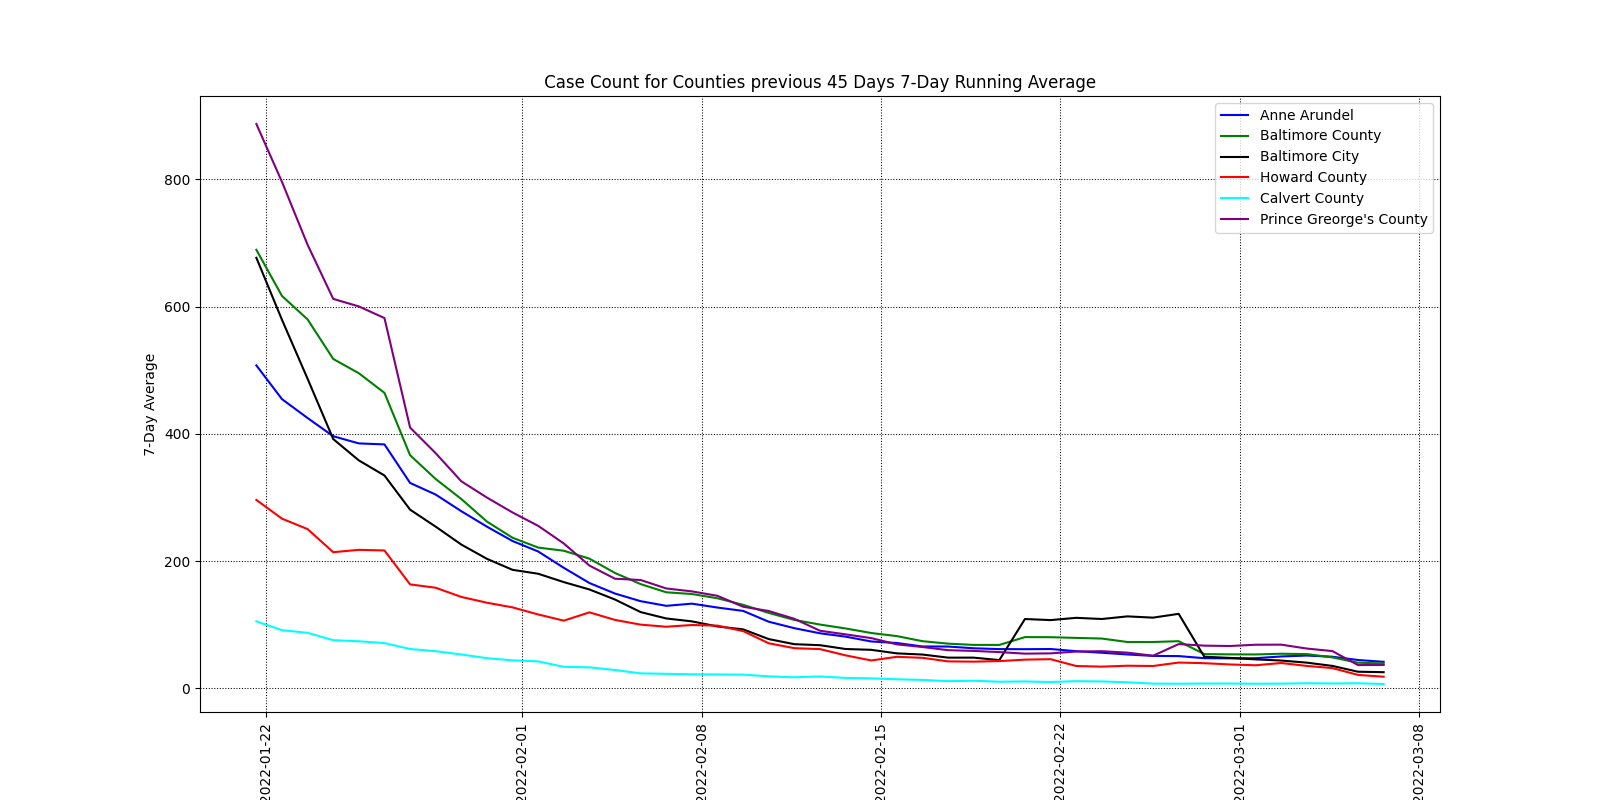 Case Count for Counties previous 45 Days 7-Day Running Average
Anne Arundel
Baltimore County
Baltimore City
Howard County
Calvert County
Prince Greorge's County
7-Day Average
800
600
400
200
0
2022-01-22
2022-02-01
2022-02-08
2022-02-15
2022-02-22
2022-03-01
2022-03-08